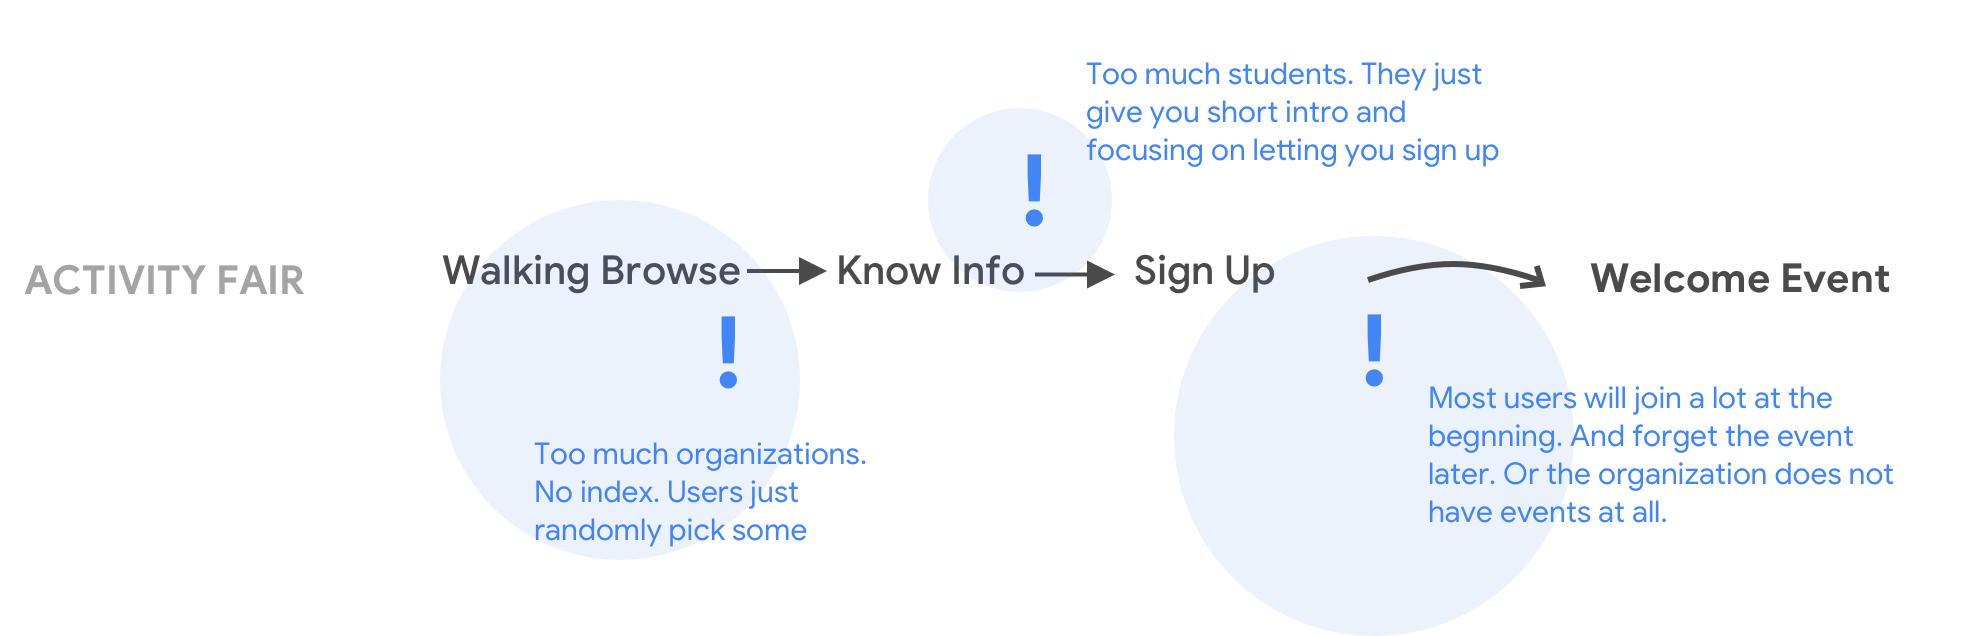 Too much students. They just
give you short intro and
focusing on letting you sign up
!
ACTIVITY FAIR
Walking Browse
Know Info
Sign Up
Welcome Event
!
Too much organizations.
No index. Users just
randomly pick some
!
Most users will join a lot at the
begnning. And forget the event
later. Or the organization does not
have events at all.